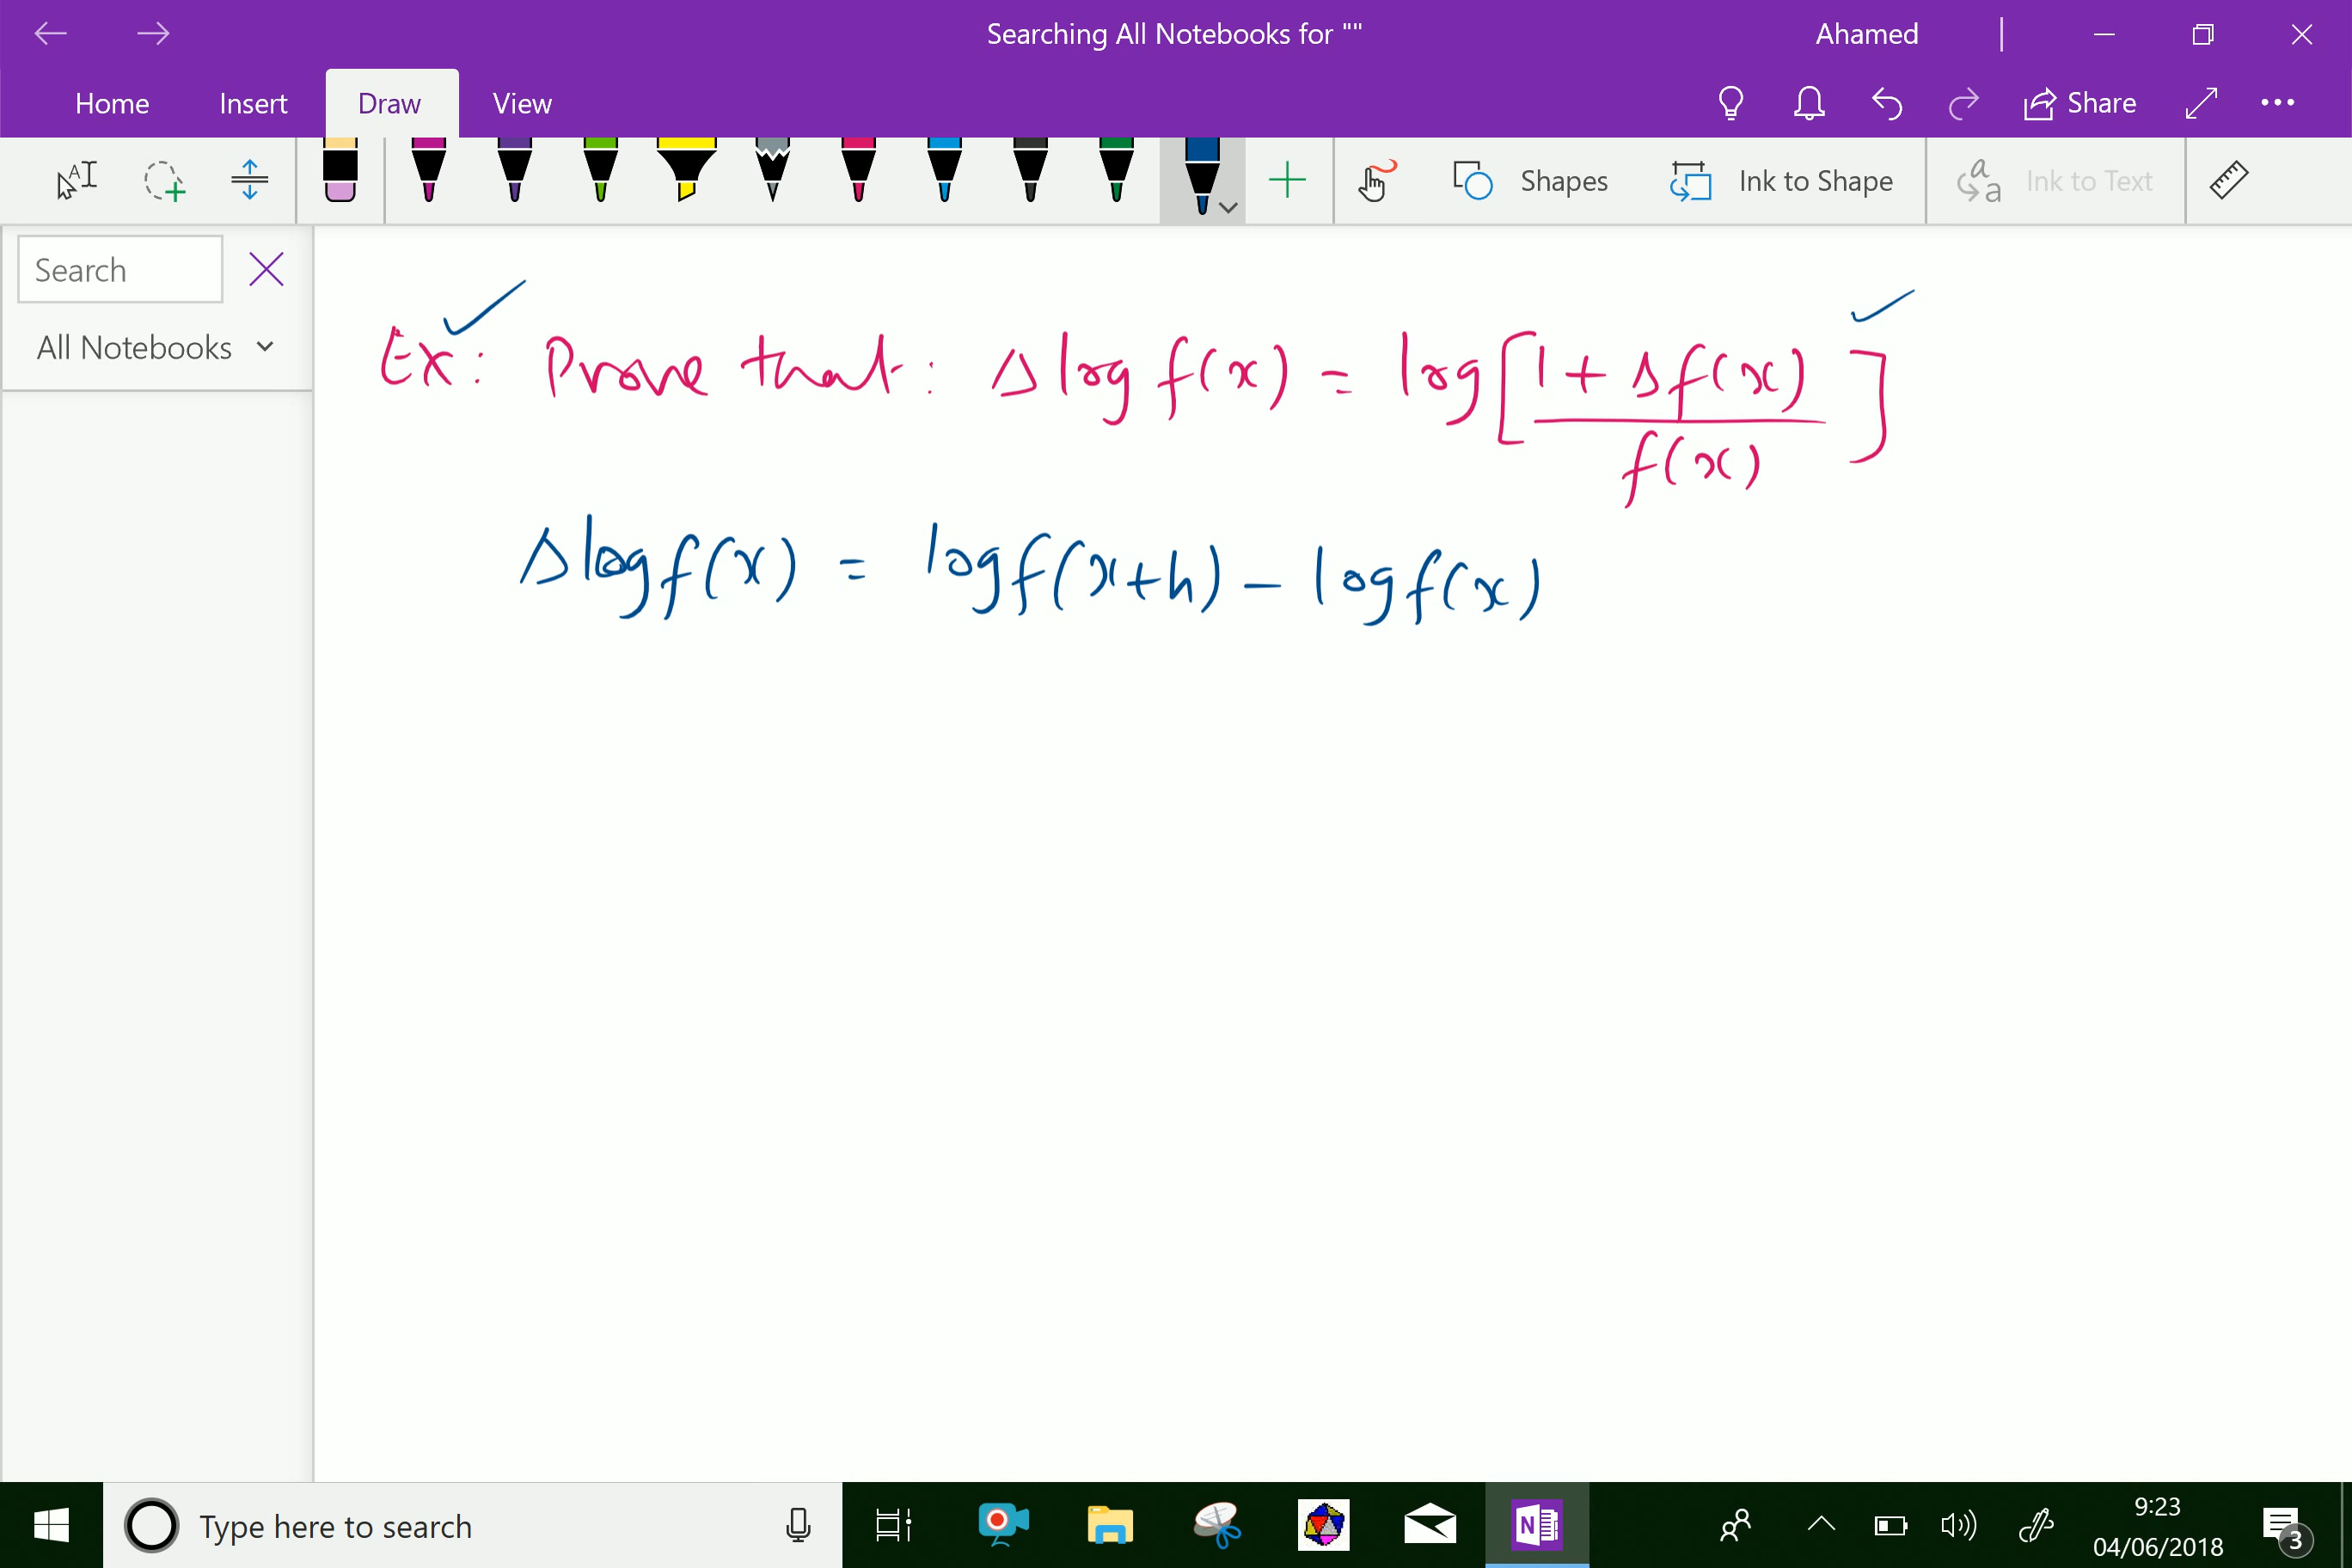 Searching All Notebooks for ""
Ahamed
Home Insert Draw View
Share
Shapes Ink to Shape Ink to Text
Search
All Notebooks
Ex: Prove that: Δ log f(x) = log [ 1 + Δf(x) ]
f(x)
Δ log f(x) = log f(x+h) − log f(x)
Type here to search
9:23
04/06/2018
3